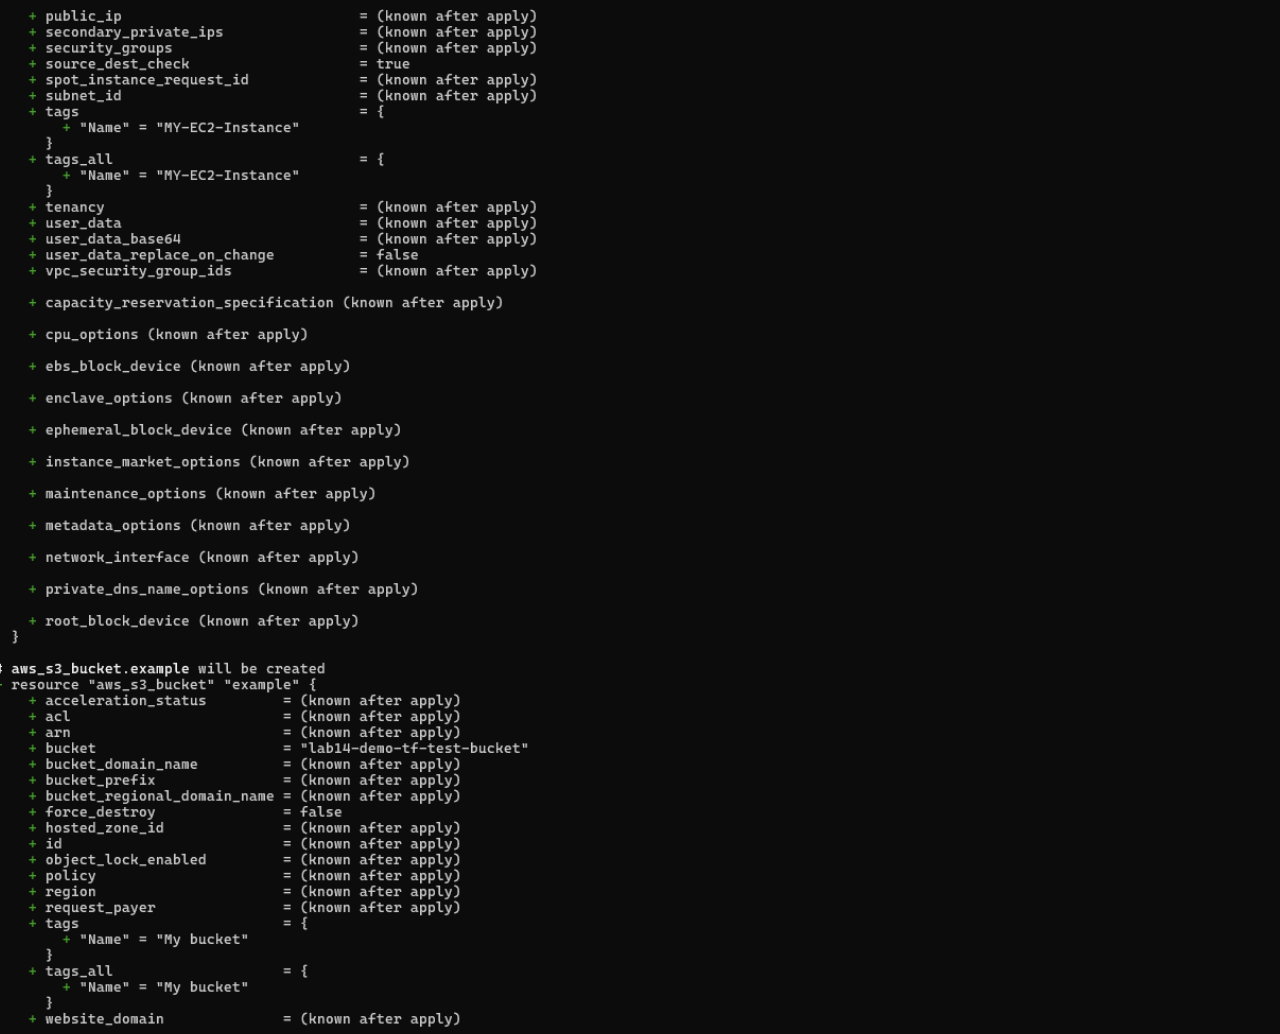 + public_ip = (known after apply)
+ secondary_private_ips = (known after apply)
+ security_groups = (known after apply)
+ source_dest_check = true
+ spot_instance_request_id = (known after apply)
+ subnet_id = (known after apply)
+ tags = {
+ "Name" = "MY-EC2-Instance"
}
+ tags_all = {
+ "Name" = "MY-EC2-Instance"
}
+ tenancy = (known after apply)
+ user_data = (known after apply)
+ user_data_base64 = (known after apply)
+ user_data_replace_on_change = false
+ vpc_security_group_ids = (known after apply)
+ capacity_reservation_specification (known after apply)
+ cpu_options (known after apply)
+ ebs_block_device (known after apply)
+ enclave_options (known after apply)
+ ephemeral_block_device (known after apply)
+ instance_market_options (known after apply)
+ maintenance_options (known after apply)
+ metadata_options (known after apply)
+ network_interface (known after apply)
+ private_dns_name_options (known after apply)
+ root_block_device (known after apply)
}
# aws_s3_bucket.example will be created
+ resource "aws_s3_bucket" "example" {
+ acceleration_status = (known after apply)
+ acl = (known after apply)
+ arn = (known after apply)
+ bucket = "lab14-demo-tf-test-bucket"
+ bucket_domain_name = (known after apply)
+ bucket_prefix = (known after apply)
+ bucket_regional_domain_name = (known after apply)
+ force_destroy = false
+ hosted_zone_id = (known after apply)
+ id = (known after apply)
+ object_lock_enabled = (known after apply)
+ policy = (known after apply)
+ region = (known after apply)
+ request_payer = (known after apply)
+ tags = {
+ "Name" = "My bucket"
}
+ tags_all = {
+ "Name" = "My bucket"
}
+ website_domain = (known after apply)